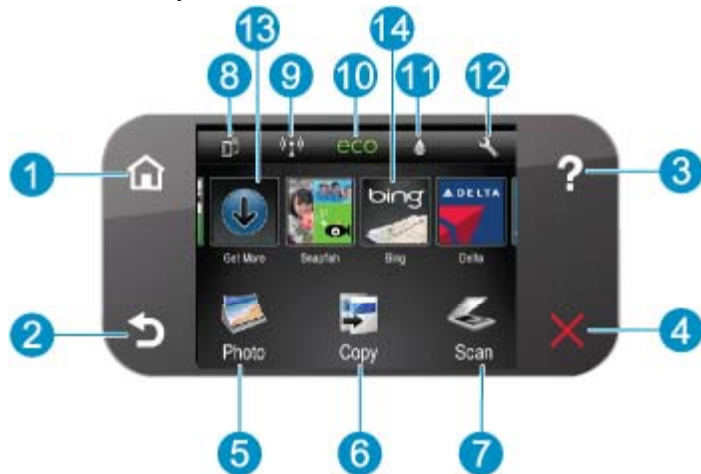 13 14
8 9 10 11 12
eco
1
?
3
bing
DELTA
Get More Snapfish Bing Delta
2
4
Photo Copy Scan
5 6 7